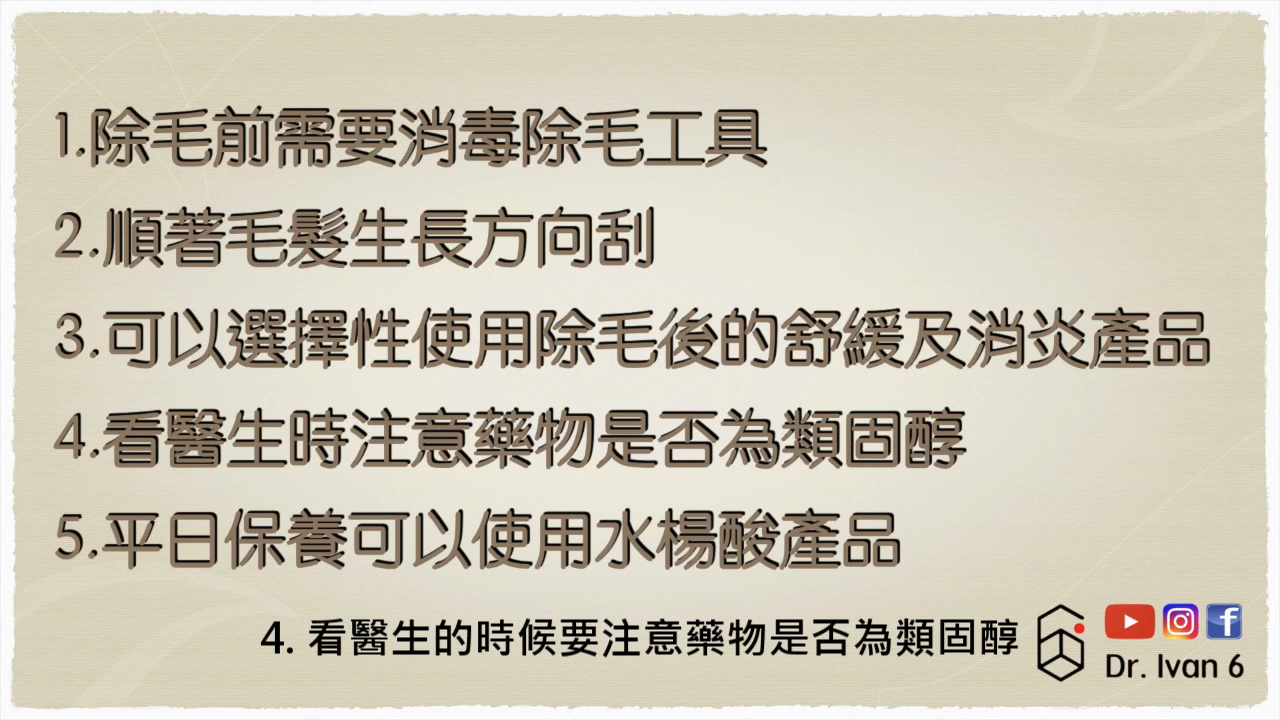 1.除毛前需要消毒除毛工具
2.順著毛髮生長方向刮
3.可以選擇性使用除毛後的舒緩及消炎產品
4.看醫生時注意藥物是否為類固醇
5.平日保養可以使用水楊酸產品
4. 看醫生的時候要注意藥物是否為類固醇
Dr. Ivan 6